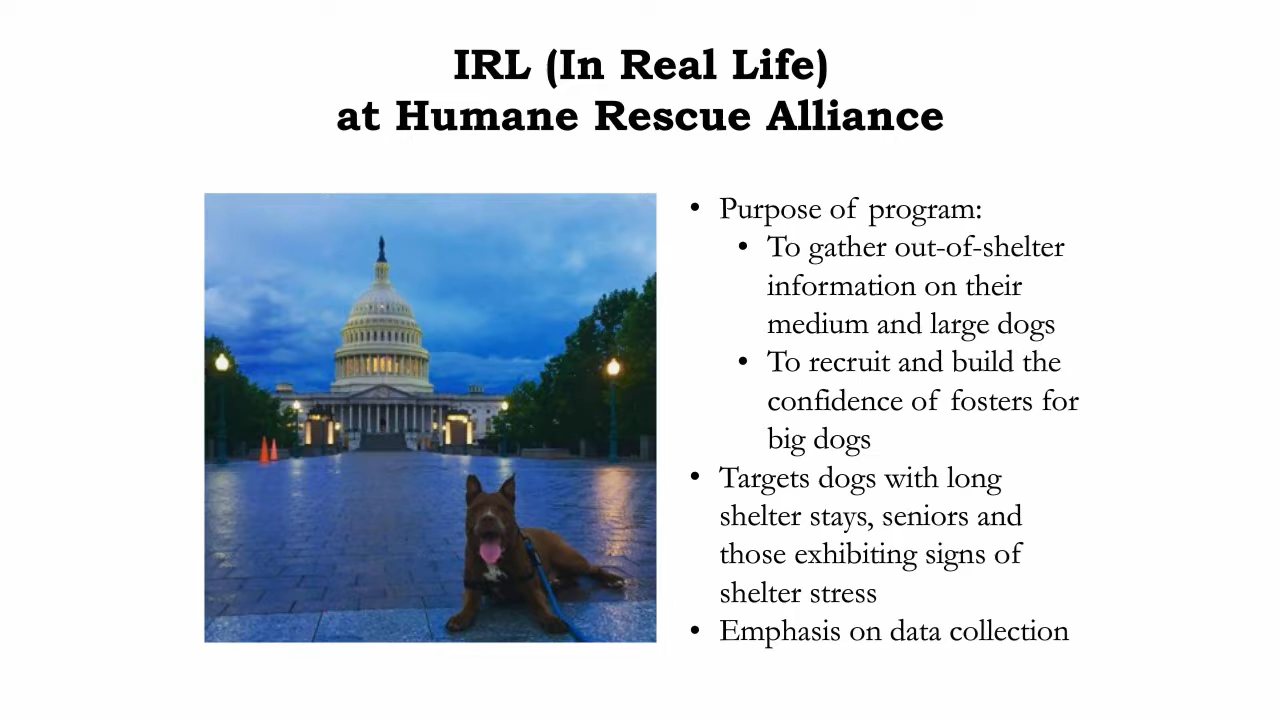 IRL (In Real Life)
at Humane Rescue Alliance
• Purpose of program:
• To gather out-of-shelter
information on their
medium and large dogs
• To recruit and build the
confidence of fosters for
big dogs
• Targets dogs with long
shelter stays, seniors and
those exhibiting signs of
shelter stress
• Emphasis on data collection